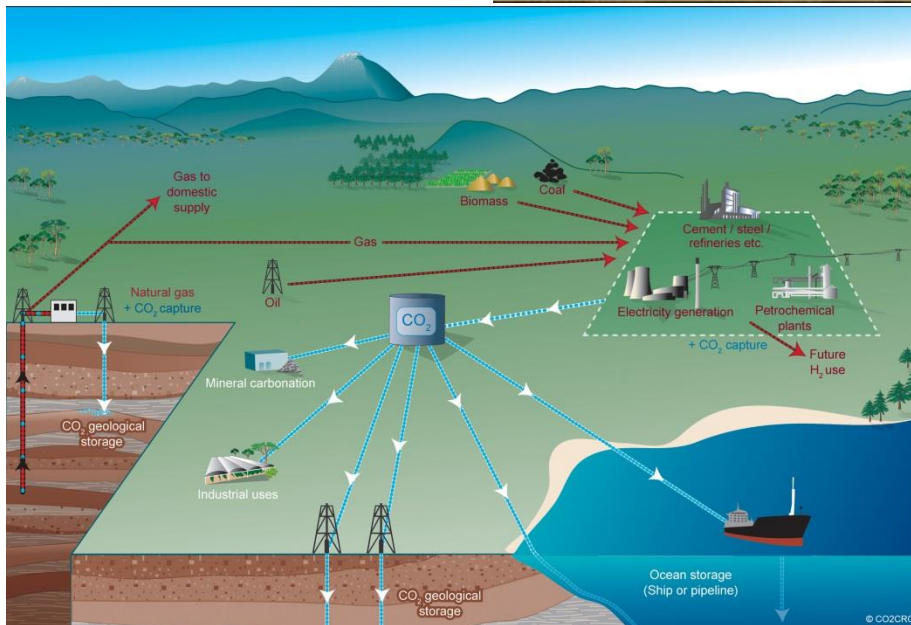 Gas to
domestic
supply
Coal
Biomass
Cement / steel /
refineries etc.
Gas
Natural gas
+ CO₂ capture
Oil
CO₂
Electricity generation
Petrochemical
plants
+ CO₂ capture
Future
H₂ use
Mineral carbonation
CO₂ geological
storage
Industrial uses
CO₂ geological
storage
Ocean storage
(Ship or pipeline)